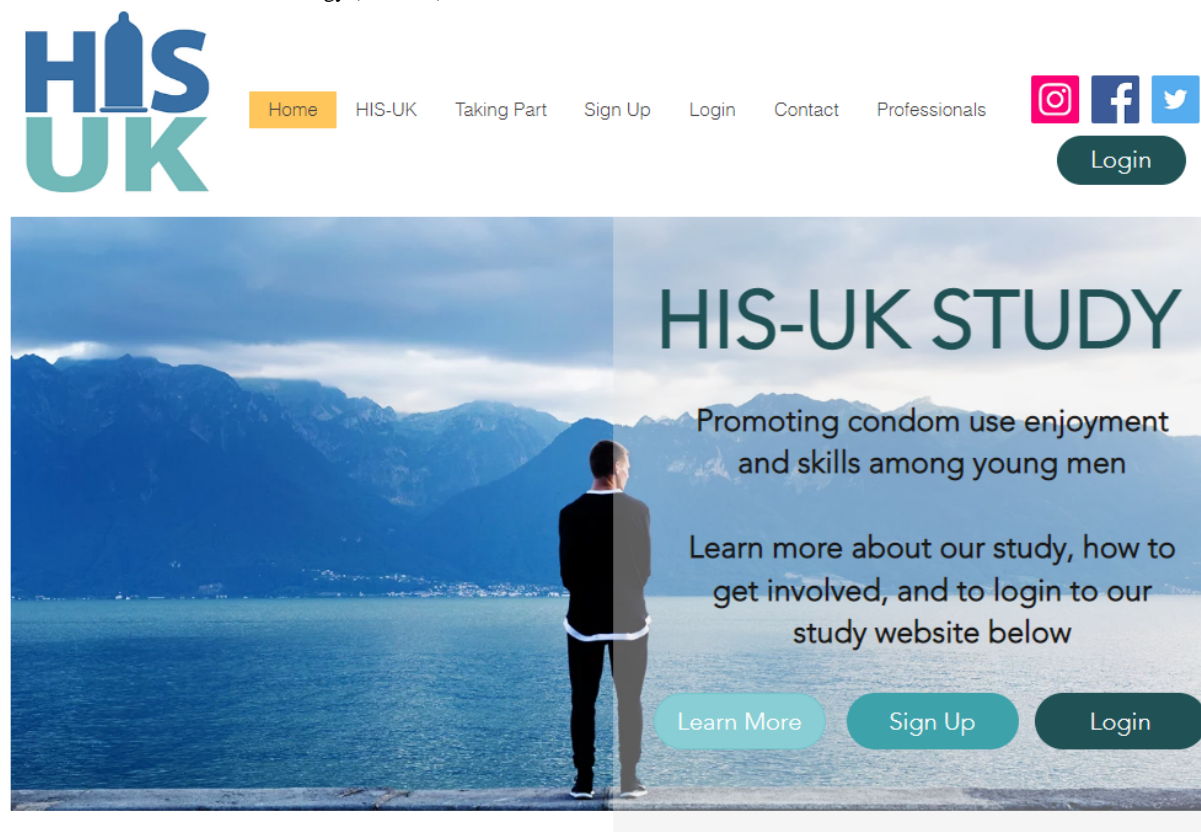 HIS
UK
Home HIS-UK Taking Part Sign Up Login Contact Professionals
Login
HIS-UK STUDY
Promoting condom use enjoyment
and skills among young men
Learn more about our study, how to
get involved, and to login to our
study website below
Learn More Sign Up Login